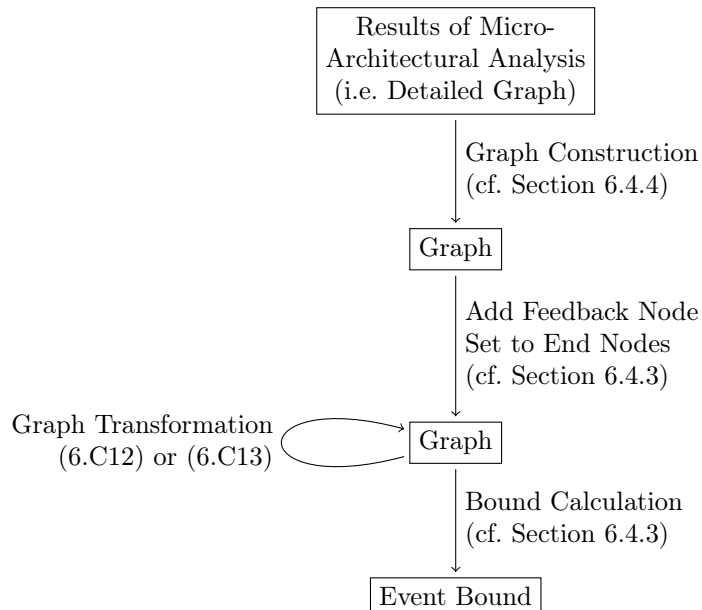 Results of Micro-
Architectural Analysis
(i.e. Detailed Graph)
Graph Construction
(cf. Section 6.4.4)
Graph
Add Feedback Node
Set to End Nodes
(cf. Section 6.4.3)
Graph Transformation
(6.C12) or (6.C13)
Graph
Bound Calculation
(cf. Section 6.4.3)
Event Bound